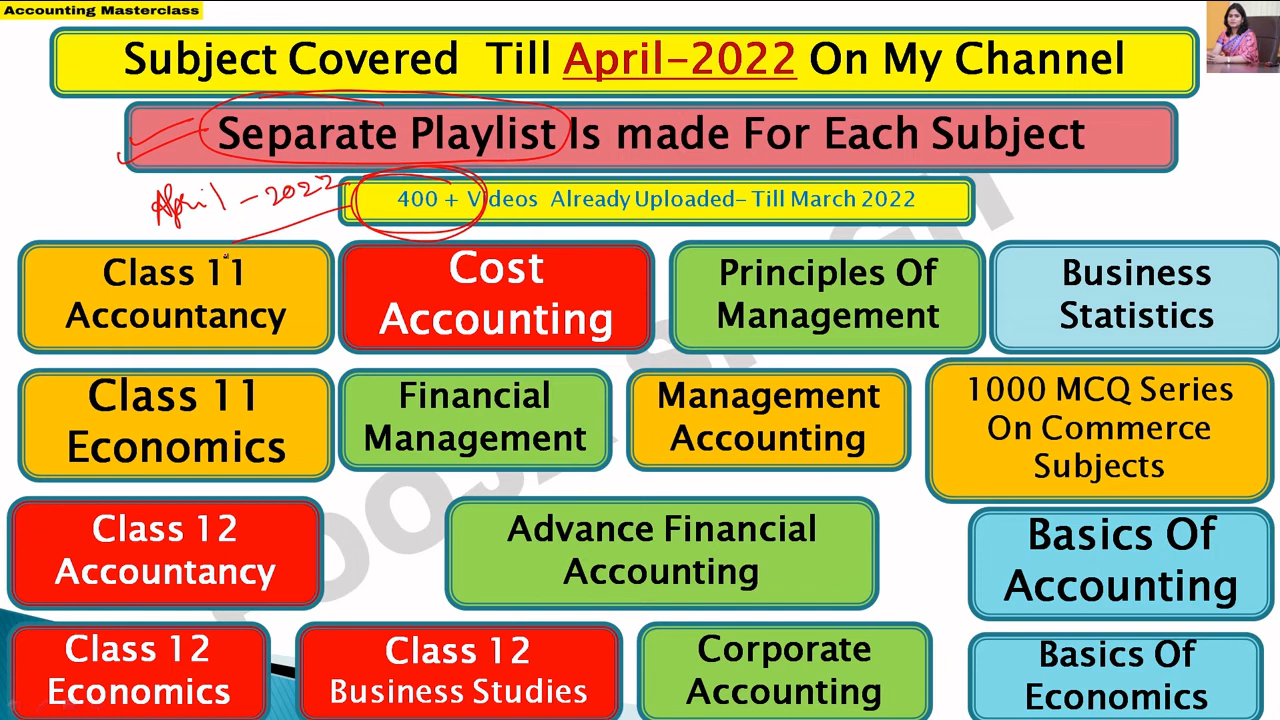 Accounting Masterclass
Subject Covered Till April-2022 On My Channel
Separate Playlist Is made For Each Subject
April - 2022
400 + Videos Already Uploaded- Till March 2022
Class 11
Accountancy
Cost
Accounting
Principles Of
Management
Business
Statistics
Class 11
Economics
Financial
Management
Management
Accounting
1000 MCQ Series
On Commerce
Subjects
Class 12
Accountancy
Advance Financial
Accounting
Basics Of
Accounting
Class 12
Economics
Class 12
Business Studies
Corporate
Accounting
Basics Of
Economics